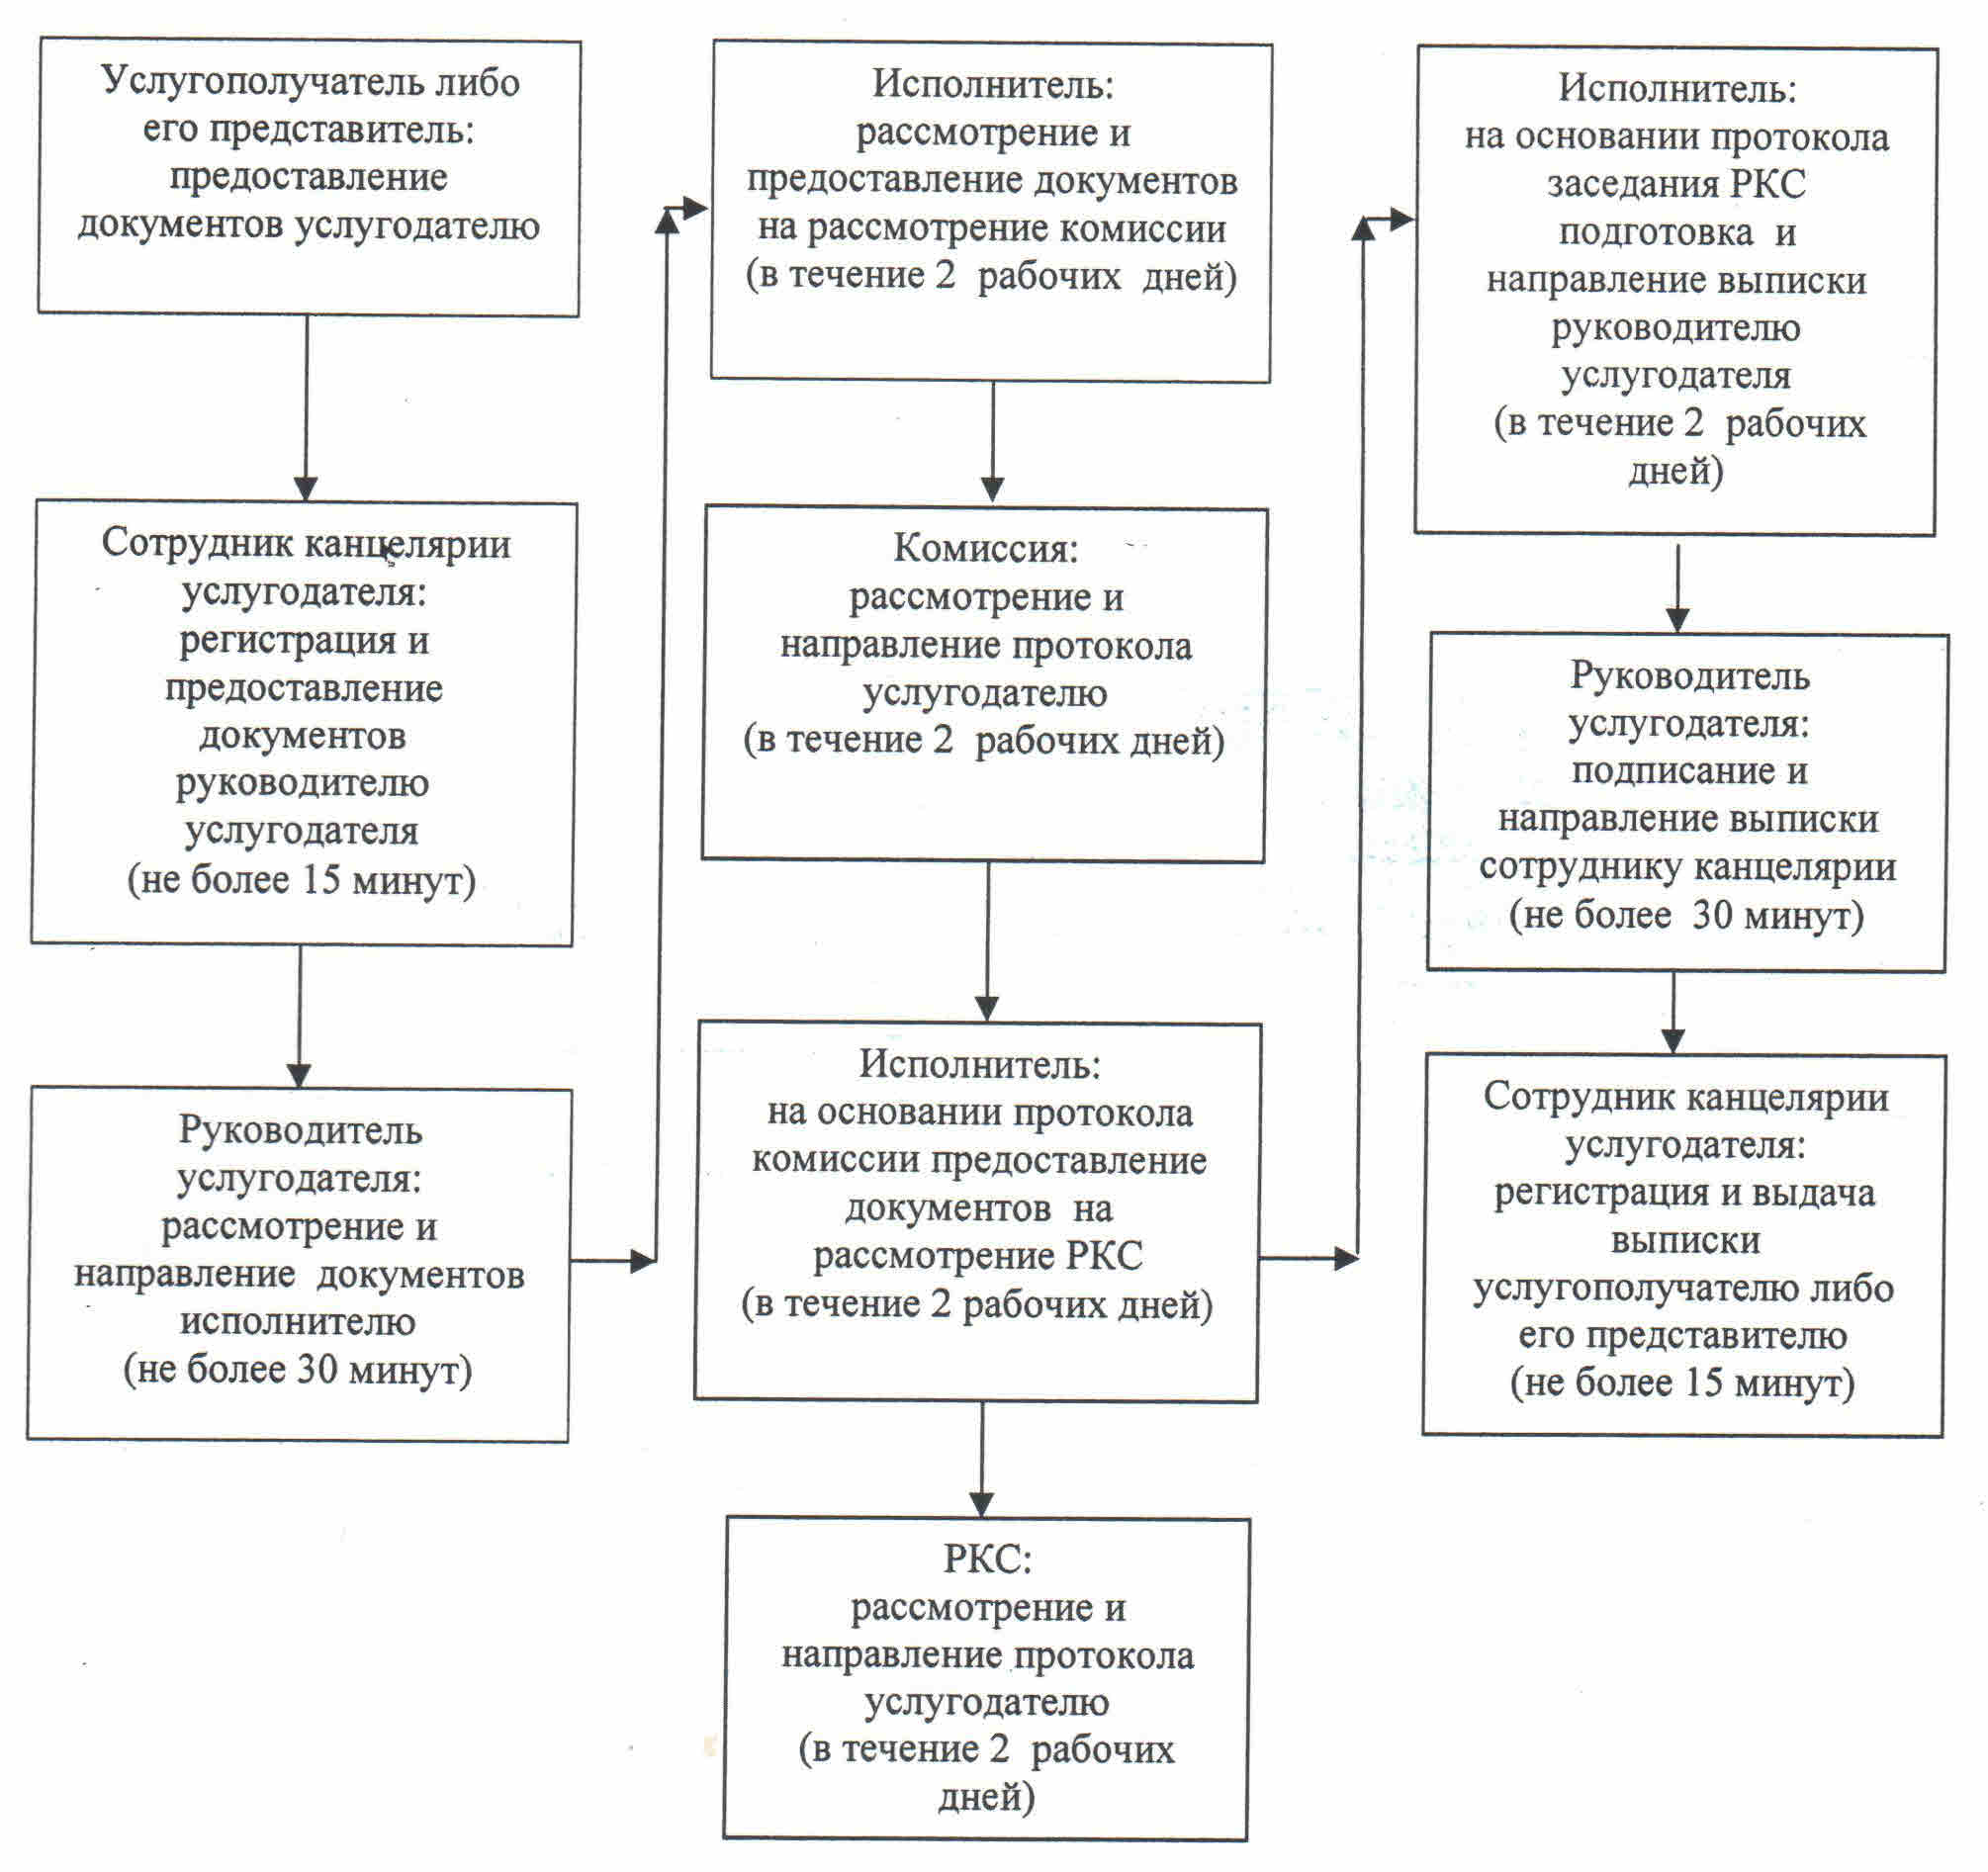 Услугополучатель либо
его представитель:
предоставление
документов услугодателю
Сотрудник канцелярии
услугодателя:
регистрация и
предоставление
документов
руководителю
услугодателя
(не более 15 минут)
Руководитель
услугодателя:
рассмотрение и
направление документов
исполнителю
(не более 30 минут)
Исполнитель:
рассмотрение и
предоставление документов
на рассмотрение комиссии
(в течение 2 рабочих дней)
Комиссия:
рассмотрение и
направление протокола
услугодателю
(в течение 2 рабочих дней)
Исполнитель:
на основании протокола
комиссии предоставление
документов на
рассмотрение РКС
(в течение 2 рабочих дней)
РКС:
рассмотрение и
направление протокола
услугодателю
(в течение 2 рабочих
дней)
Исполнитель:
на основании протокола
заседания РКС
подготовка и
направление выписки
руководителю
услугодателя
(в течение 2 рабочих
дней)
Руководитель
услугодателя:
подписание и
направление выписки
сотруднику канцелярии
(не более 30 минут)
Сотрудник канцелярии
услугодателя:
регистрация и выдача
выписки
услугополучателю либо
его представителю
(не более 15 минут)